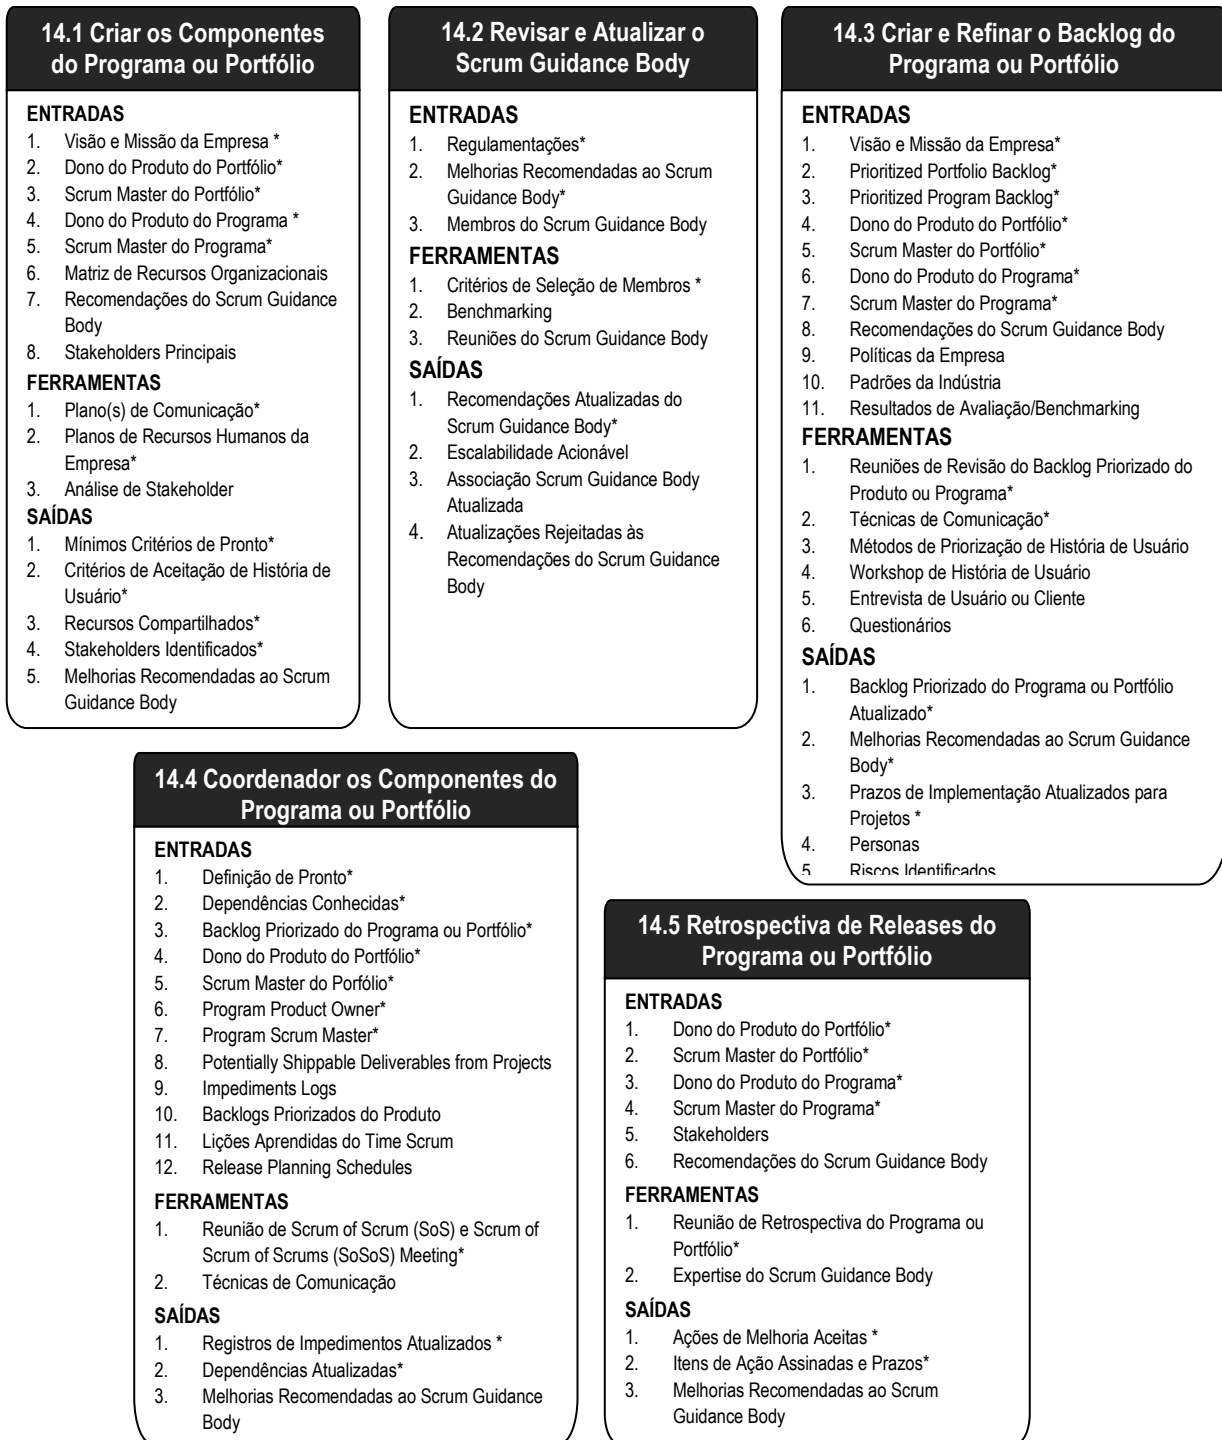 14.1 Criar os Componentes
do Programa ou Portfólio
ENTRADAS
1. Visão e Missão da Empresa *
2. Dono do Produto do Portfólio*
3. Scrum Master do Portfólio*
4. Dono do Produto do Programa *
5. Scrum Master do Programa*
6. Matriz de Recursos Organizacionais
7. Recomendações do Scrum Guidance
Body
8. Stakeholders Principais
FERRAMENTAS
1. Plano(s) de Comunicação*
2. Planos de Recursos Humanos da
Empresa*
3. Análise de Stakeholder
SAÍDAS
1. Mínimos Critérios de Pronto*
2. Critérios de Aceitação de História de
Usuário*
3. Recursos Compartilhados*
4. Stakeholders Identificados*
5. Melhorias Recomendadas ao Scrum
Guidance Body
14.2 Revisar e Atualizar o
Scrum Guidance Body
ENTRADAS
1. Regulamentações*
2. Melhorias Recomendadas ao Scrum
Guidance Body*
3. Membros do Scrum Guidance Body
FERRAMENTAS
1. Critérios de Seleção de Membros *
2. Benchmarking
3. Reuniões do Scrum Guidance Body
SAÍDAS
1. Recomendações Atualizadas do
Scrum Guidance Body*
2. Escalabilidade Acionável
3. Associação Scrum Guidance Body
Atualizada
4. Atualizações Rejeitadas às
Recomendações do Scrum Guidance
Body
14.3 Criar e Refinar o Backlog do
Programa ou Portfólio
ENTRADAS
1. Visão e Missão da Empresa*
2. Prioritized Portfolio Backlog*
3. Prioritized Program Backlog*
4. Dono do Produto do Portfólio*
5. Scrum Master do Portfólio*
6. Dono do Produto do Programa*
7. Scrum Master do Programa*
8. Recomendações do Scrum Guidance Body
9. Políticas da Empresa
10. Padrões da Indústria
11. Resultados de Avaliação/Benchmarking
FERRAMENTAS
1. Reuniões de Revisão do Backlog Priorizado do
Produto ou Programa*
2. Técnicas de Comunicação*
3. Métodos de Priorização de História de Usuário
4. Workshop de História de Usuário
5. Entrevista de Usuário ou Cliente
6. Questionários
SAÍDAS
1. Backlog Priorizado do Programa ou Portfólio
Atualizado*
2. Melhorias Recomendadas ao Scrum Guidance
Body*
3. Prazos de Implementação Atualizados para
Projetos *
4. Personas
5. Riscos Identificados
14.4 Coordenador os Componentes do
Programa ou Portfólio
ENTRADAS
1. Definição de Pronto*
2. Dependências Conhecidas*
3. Backlog Priorizado do Programa ou Portfólio*
4. Dono do Produto do Portfólio*
5. Scrum Master do Porfólio*
6. Program Product Owner*
7. Program Scrum Master*
8. Potentially Shippable Deliverables from Projects
9. Impediments Logs
10. Backlogs Priorizados do Produto
11. Lições Aprendidas do Time Scrum
12. Release Planning Schedules
FERRAMENTAS
1. Reunião de Scrum of Scrum (SoS) e Scrum of
Scrum of Scrums (SoSoS) Meeting*
2. Técnicas de Comunicação
SAÍDAS
1. Registros de Impedimentos Atualizados *
2. Dependências Atualizadas*
3. Melhorias Recomendadas ao Scrum Guidance
Body
14.5 Retrospectiva de Releases do
Programa ou Portfólio
ENTRADAS
1. Dono do Produto do Portfólio*
2. Scrum Master do Portfólio*
3. Dono do Produto do Programa*
4. Scrum Master do Programa*
5. Stakeholders
6. Recomendações do Scrum Guidance Body
FERRAMENTAS
1. Reunião de Retrospectiva do Programa ou
Portfólio*
2. Expertise do Scrum Guidance Body
SAÍDAS
1. Ações de Melhoria Aceitas *
2. Itens de Ação Assinadas e Prazos*
3. Melhorias Recomendadas ao Scrum
Guidance Body